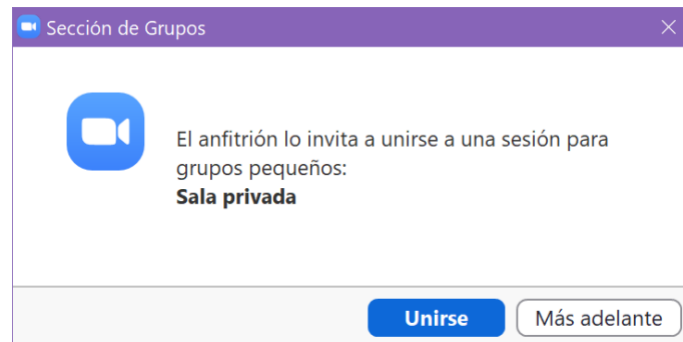 Sección de Grupos
El anfitrión lo invita a unirse a una sesión para
grupos pequeños:
Sala privada
Unirse
Más adelante